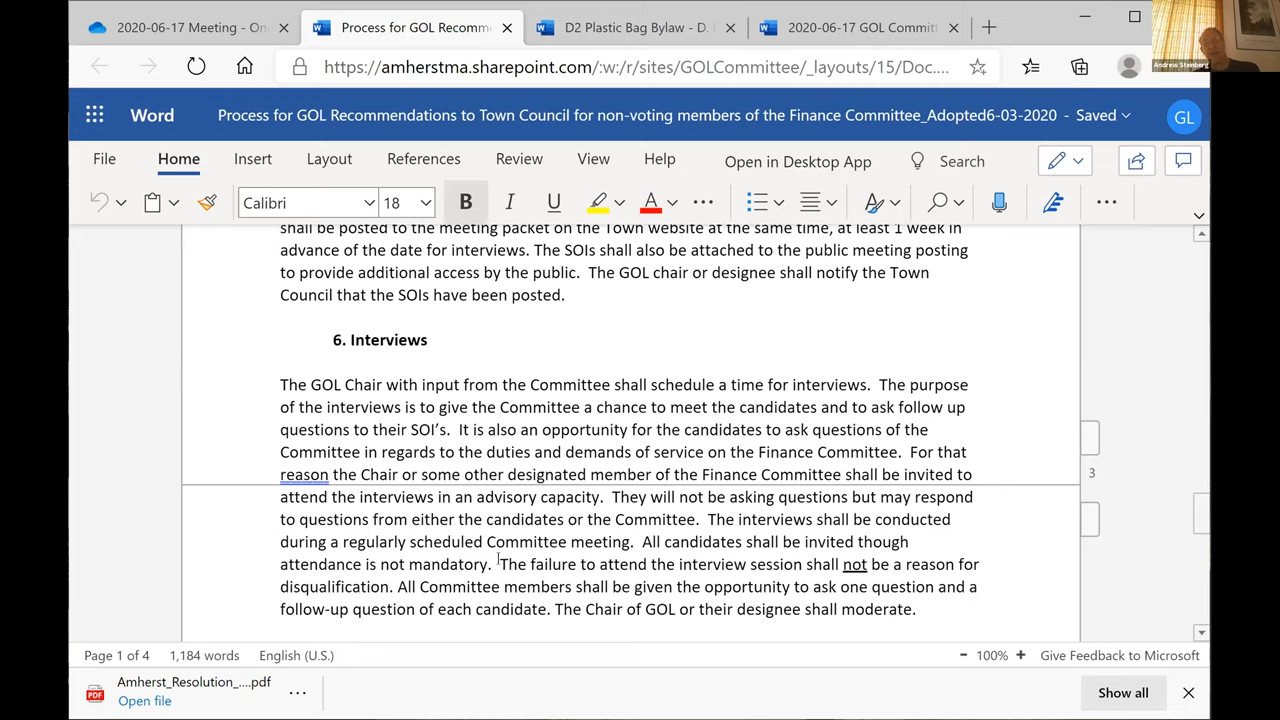 2020-06-17 Meeting - On
Process for GOL Recomm
D2 Plastic Bag Bylaw - D.
2020-06-17 GOL Committ
https://amherstma.sharepoint.com/:w:/r/sites/GOLCommittee/_layouts/15/Doc....
Andrew Steinberg
Word
Process for GOL Recommendations to Town Council for non-voting members of the Finance Committee_Adopted6-03-2020 - Saved
GL
File Home Insert Layout References Review View Help Open in Desktop App Search
Calibri 18 B I U A
shall be posted to the meeting packet on the Town website at the same time, at least 1 week in
advance of the date for interviews. The SOIs shall also be attached to the public meeting posting
to provide additional access by the public. The GOL chair or designee shall notify the Town
Council that the SOIs have been posted.
6. Interviews
The GOL Chair with input from the Committee shall schedule a time for interviews. The purpose
of the interviews is to give the Committee a chance to meet the candidates and to ask follow up
questions to their SOI's. It is also an opportunity for the candidates to ask questions of the
Committee in regards to the duties and demands of service on the Finance Committee. For that
reason the Chair or some other designated member of the Finance Committee shall be invited to
attend the interviews in an advisory capacity. They will not be asking questions but may respond
to questions from either the candidates or the Committee. The interviews shall be conducted
during a regularly scheduled Committee meeting. All candidates shall be invited though
attendance is not mandatory. The failure to attend the interview session shall not be a reason for
disqualification. All Committee members shall be given the opportunity to ask one question and a
follow-up question of each candidate. The Chair of GOL or their designee shall moderate.
3
Page 1 of 4 1,184 words English (U.S.) - 100% + Give Feedback to Microsoft
PDF
Amherst_Resolution_....pdf
Open file
Show all